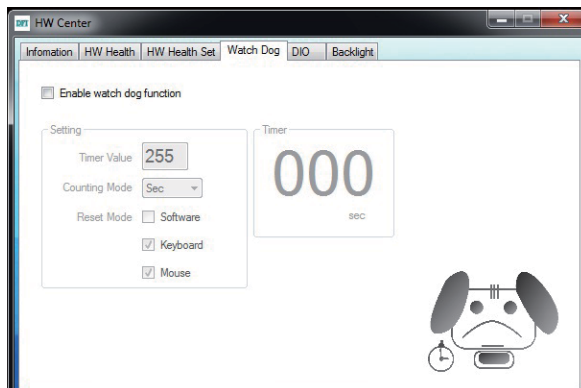 DFI HW Center
Infomation HW Health HW Health Set Watch Dog DIO Backlight
Enable watch dog function
Setting
Timer Value 255
Counting Mode Sec
Reset Mode Software
Keyboard
Mouse
Timer
000
sec